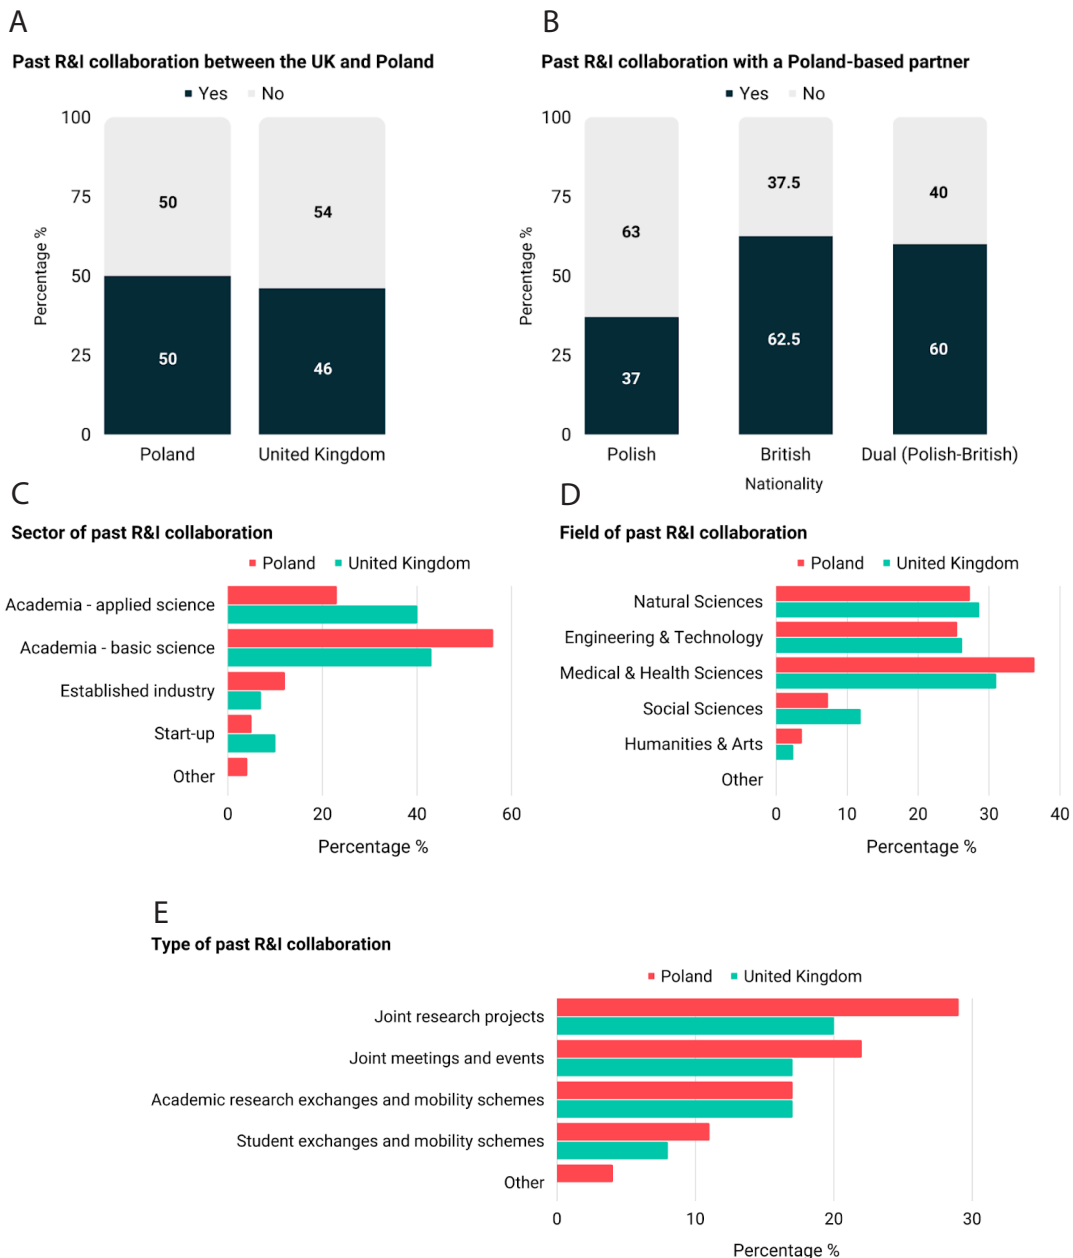 A
Past R&I collaboration between the UK and Poland
Yes No
100
75
50
25
0
Percentage %
50
50
54
46
Poland
United Kingdom
B
Past R&I collaboration with a Poland-based partner
Yes No
100
75
50
25
0
Percentage %
63
37
37.5
62.5
40
60
Polish
British
Dual (Polish-British)
Nationality
C
Sector of past R&I collaboration
Poland United Kingdom
Academia - applied science
Academia - basic science
Established industry
Start-up
Other
0 20 40 60
Percentage %
D
Field of past R&I collaboration
Poland United Kingdom
Natural Sciences
Engineering & Technology
Medical & Health Sciences
Social Sciences
Humanities & Arts
Other
0 10 20 30 40
Percentage %
E
Type of past R&I collaboration
Poland United Kingdom
Joint research projects
Joint meetings and events
Academic research exchanges and mobility schemes
Student exchanges and mobility schemes
Other
0 10 20 30
Percentage %